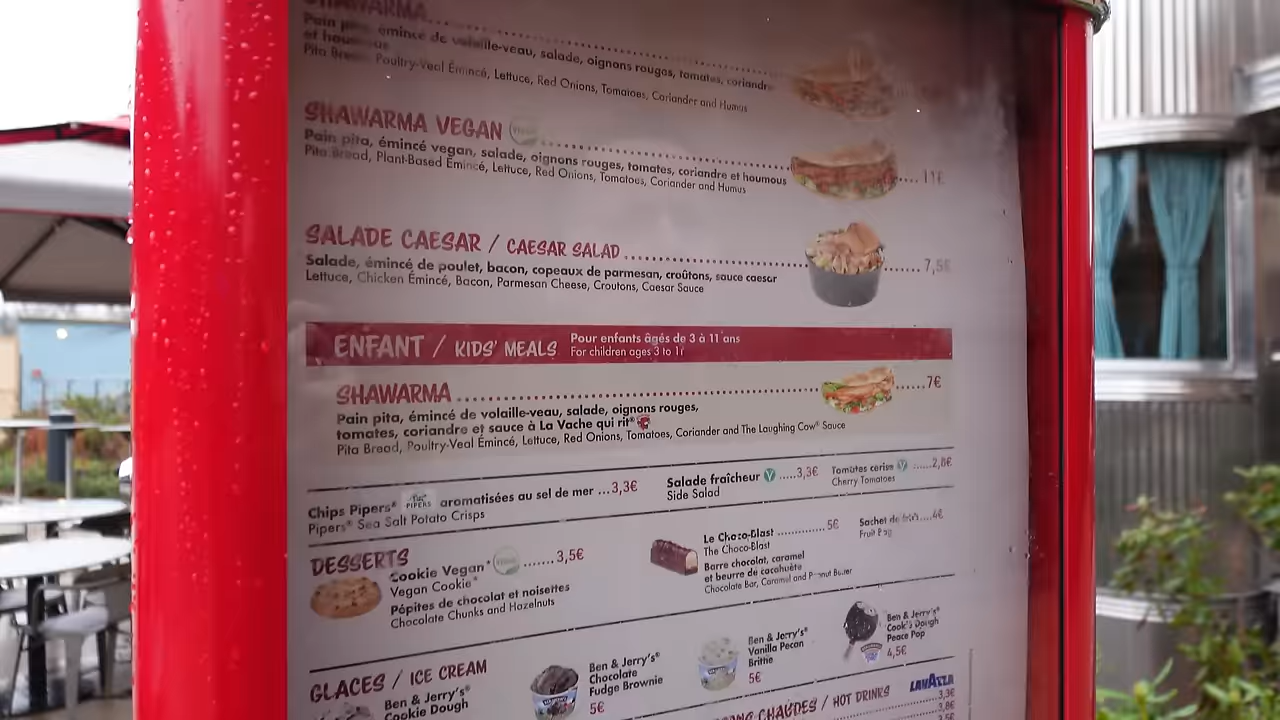 SHAWARMA
Pain pita, émincé de volaille-veau, salade, oignons rouges, tomates, coriandre
et houmous
Pita Bread, Poultry-Veal Émincé, Lettuce, Red Onions, Tomatoes, Coriander and Humus
SHAWARMA VEGAN 11€
Pain pita, émincé vegan, salade, oignons rouges, tomates, coriandre et houmous
Pita Bread, Plant-Based Émincé, Lettuce, Red Onions, Tomatoes, Coriander and Humus
SALADE CAESAR / CAESAR SALAD 7,5€
Salade, émincé de poulet, bacon, copeaux de parmesan, croûtons, sauce caesar
Lettuce, Chicken Émincé, Bacon, Parmesan Cheese, Croutons, Caesar Sauce
ENFANT / KIDS' MEALS
Pour enfants âgés de 3 à 11 ans
For children ages 3 to 11
SHAWARMA 7€
Pain pita, émincé de volaille-veau, salade, oignons rouges,
tomates, coriandre et sauce à La Vache qui rit®
Pita Bread, Poultry-Veal Émincé, Lettuce, Red Onions, Tomatoes, Coriander and The Laughing Cow® Sauce
Chips Pipers® PIPERS aromatisées au sel de mer ...3,3€
Pipers® Sea Salt Potato Crisps
Salade fraîcheur V .....3,3€
Side Salad
Tomates cerise V ......2,8€
Cherry Tomatoes
DESSERTS
Cookie Vegan* .......3,5€
Vegan Cookie*
Pépites de chocolat et noisettes
Chocolate Chunks and Hazelnuts
Le Choco-Blast ............5€
The Choco-Blast
Barre chocolat, caramel
et beurre de cacahuète
Chocolate Bar, Caramel and Peanut Butter
Sachet de fruits....4€
Fruit Bag
GLACES / ICE CREAM
Ben & Jerry's®
Cookie Dough
Ben & Jerry's®
Chocolate
Fudge Brownie
5€
Ben & Jerry's®
Vanilla Pecan
Brittle
5€
Ben & Jerry's®
Cookie Dough
Peace Pop
4,5€
CHAUDES / HOT DRINKS
LAVAZZA
3,3€
3,8€